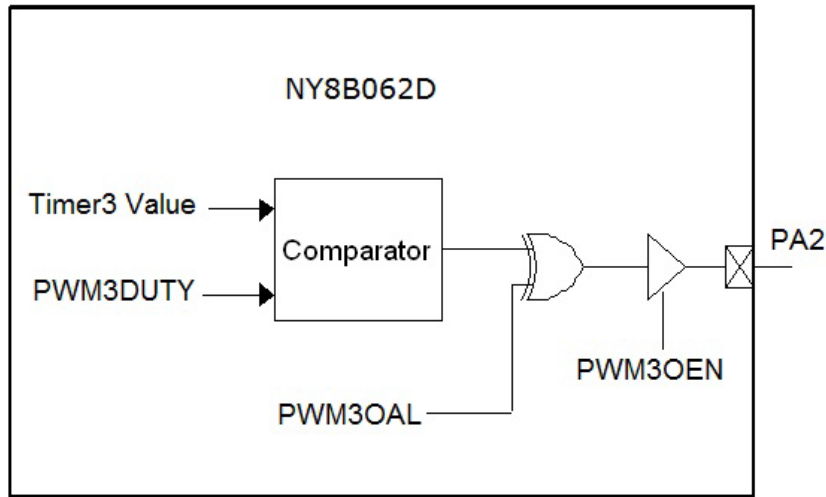 NY8B062D
Timer3 Value
Comparator
PA2
PWM3DUTY
PWM3OEN
PWM3OAL